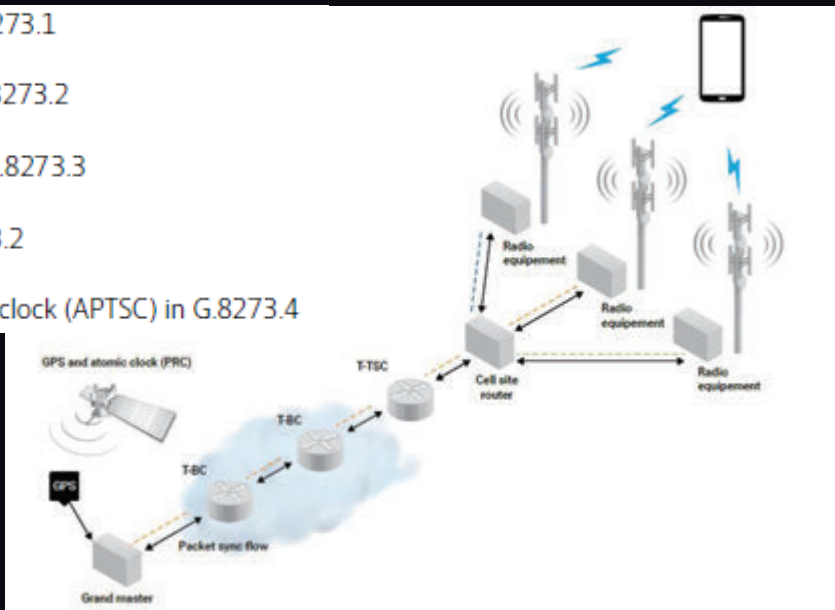 273.1
8273.2
.8273.3
3.2
clock (APTSC) in G.8273.4
Radio
equipement
Radio
equipement
Radio
equipement
Cell site
router
GPS and atomic clock (PRC)
T-TSC
T-BC
T-BC
GPS
Packet sync flow
Grand master